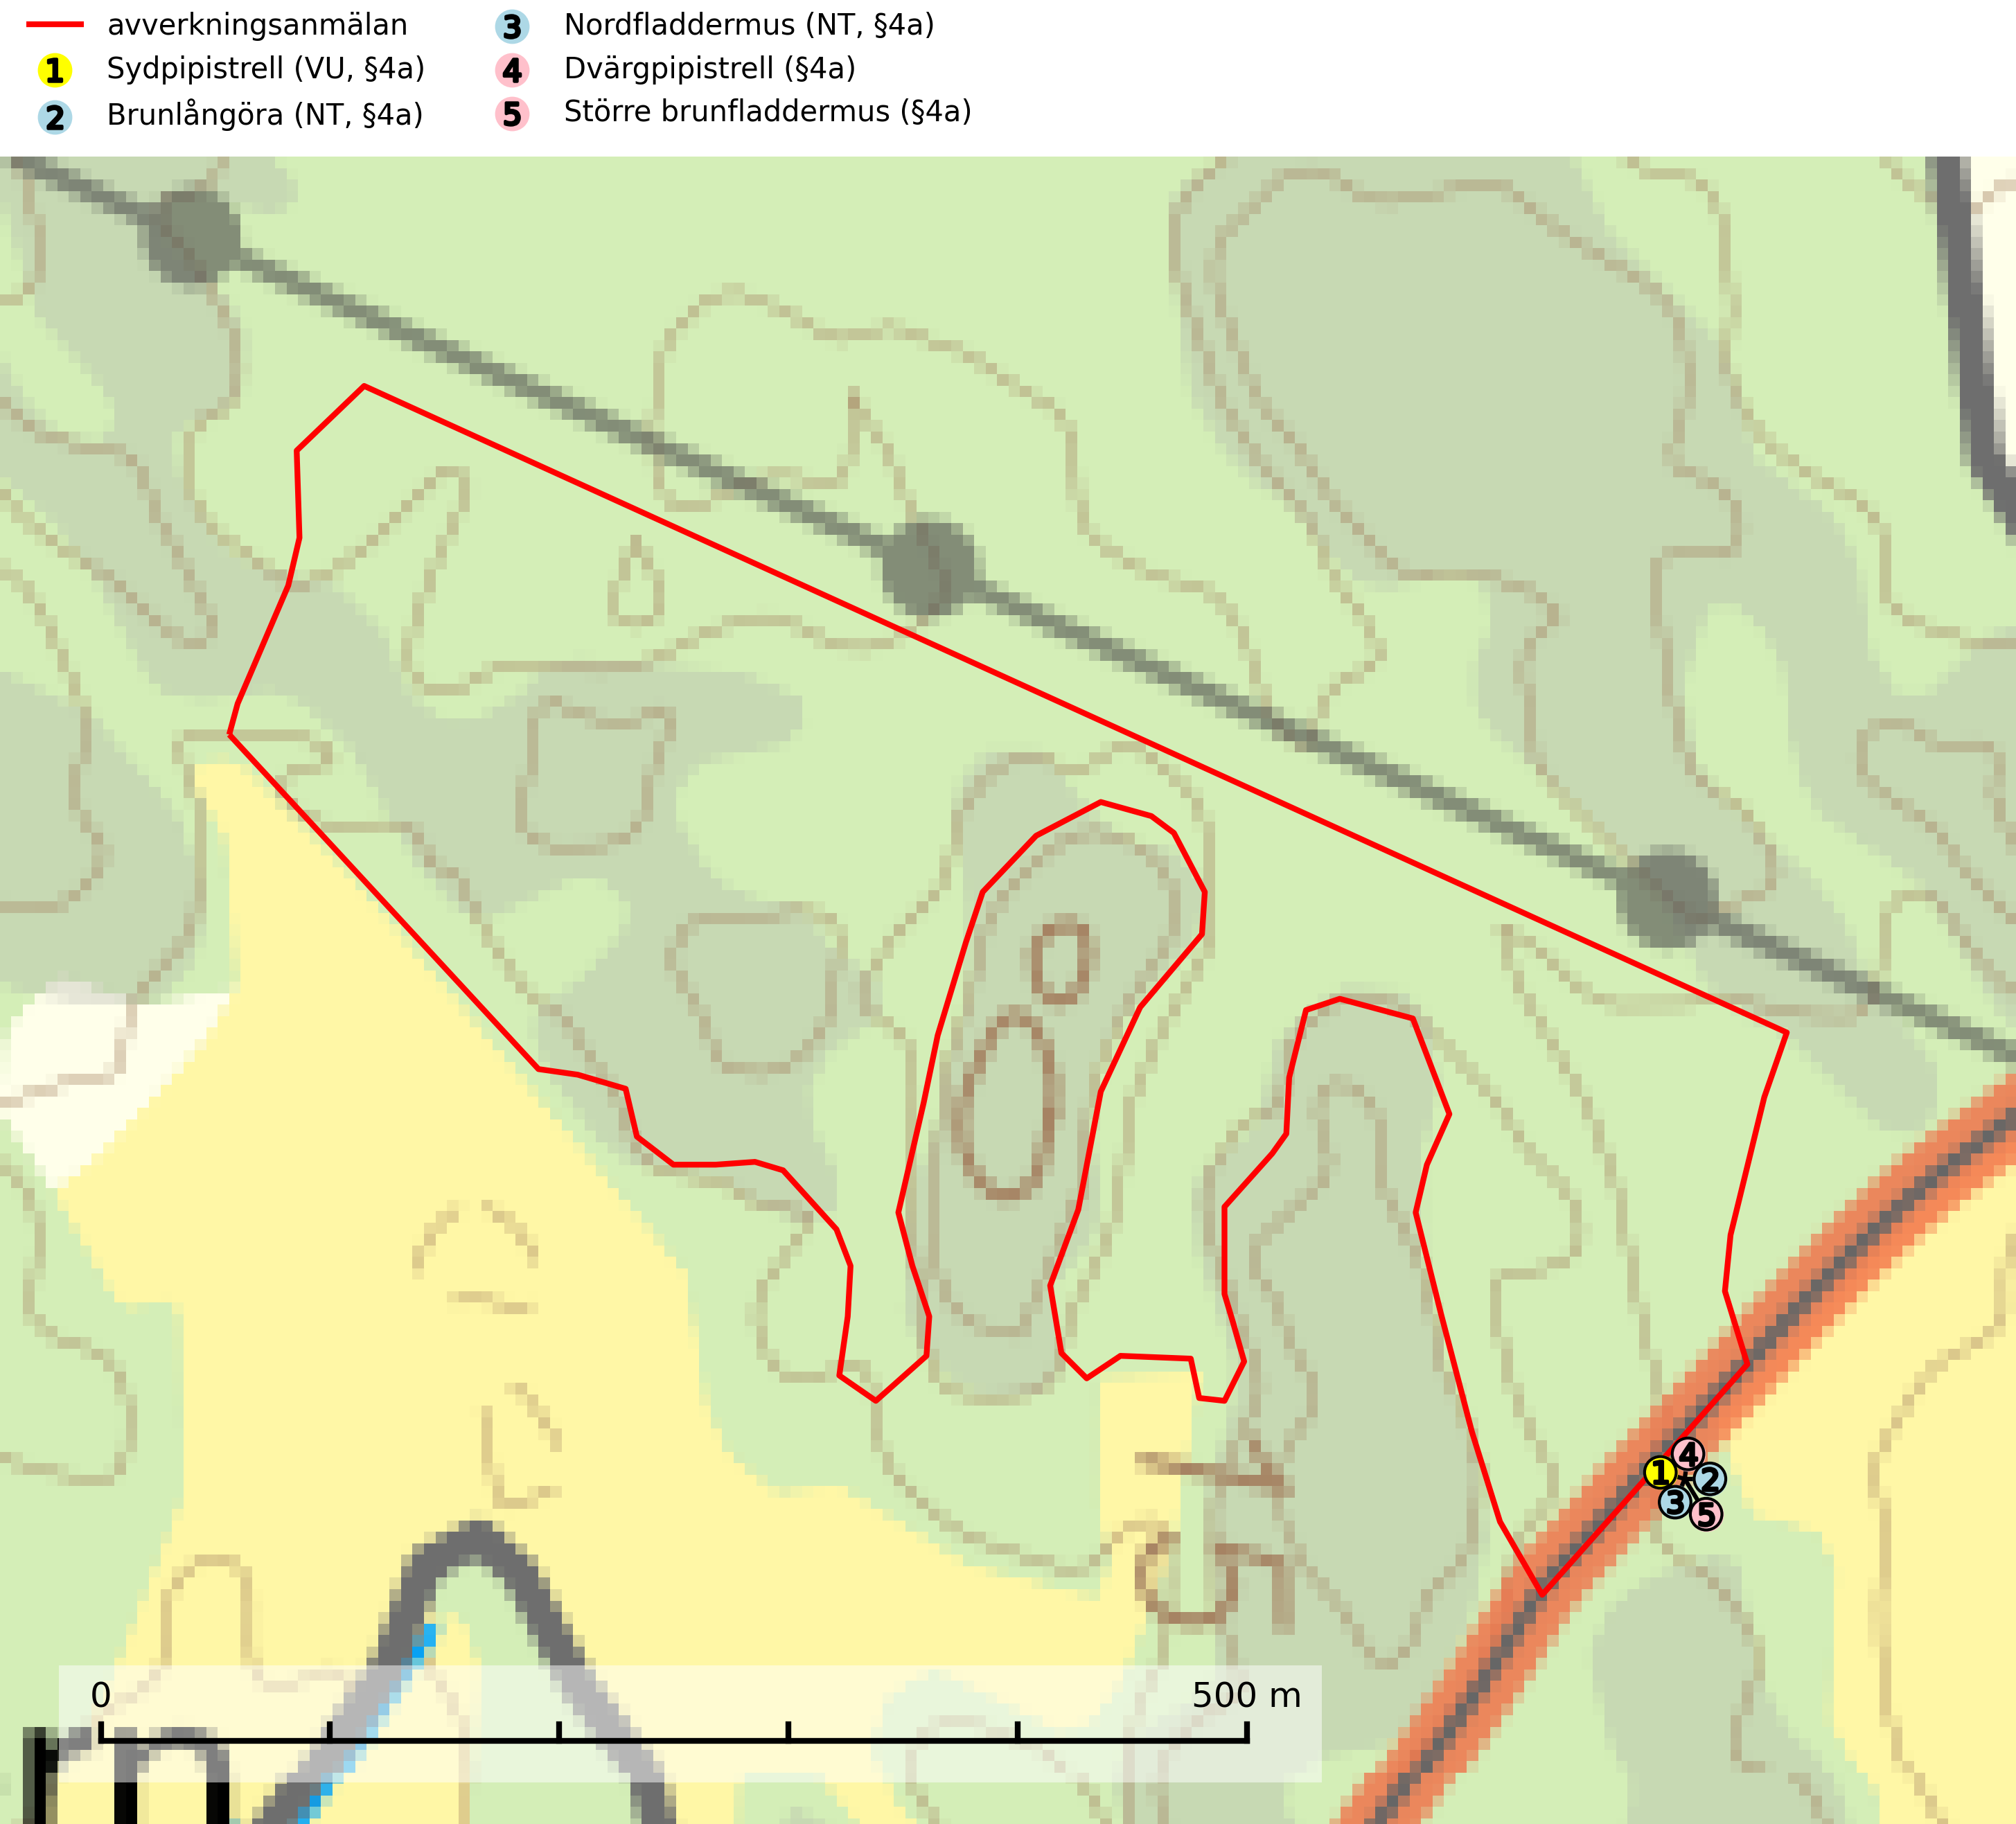 avverkningsanmälan
1 Sydpipistrell (VU, §4a)
2 Brunlångöra (NT, §4a)
3 Nordfladdermus (NT, §4a)
4 Dvärgpipistrell (§4a)
5 Större brunfladdermus (§4a)
4
1 2
3 5
0 500 m